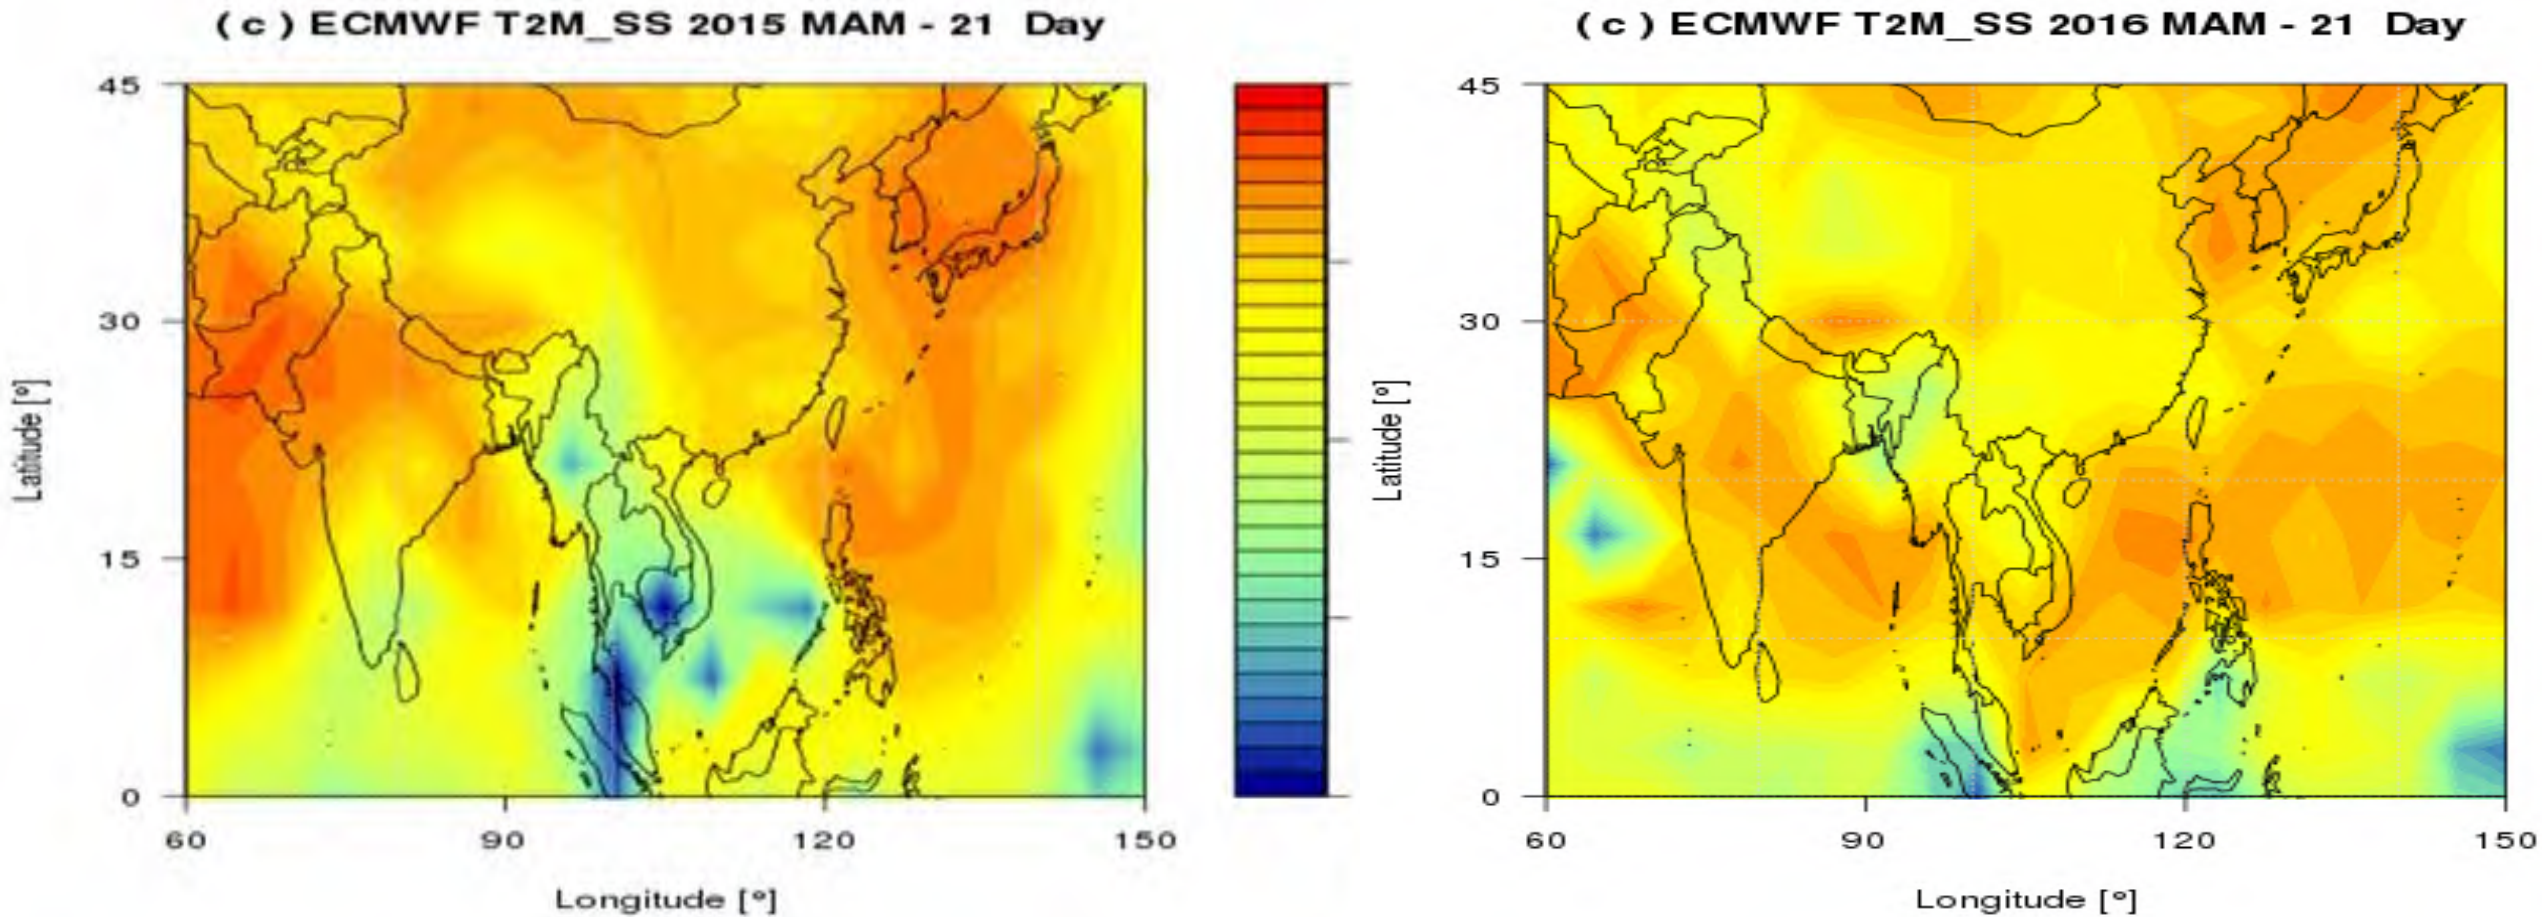 ( c ) ECMWF T2M_SS 2015 MAM - 21 Day
45
30
15
0
60 90 120 150
Latitude [°]
Longitude [°]
( c ) ECMWF T2M_SS 2016 MAM - 21 Day
45
30
15
0
60 90 120 150
Latitude [°]
Longitude [°]